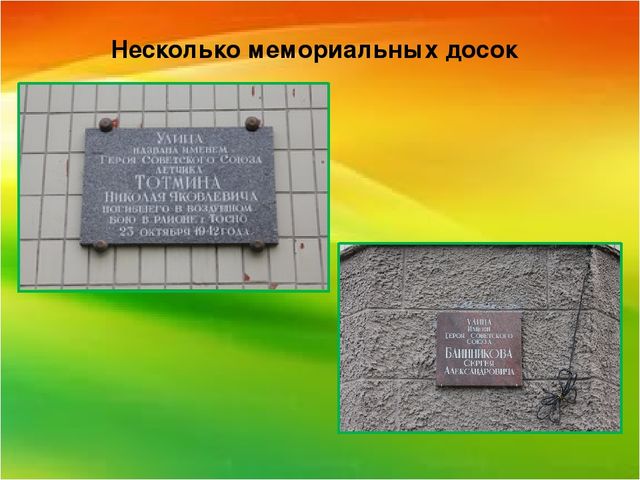 Несколько мемориальных досок
УЛИЦА
НАЗВАНА ИМЕНЕМ
ГЕРОЯ СОВЕТСКОГО СОЮЗА
ЛЕТЧИКА
ТОТМИНА
НИКОЛАЯ ЯКОВЛЕВИЧА
ПОГИБШЕГО В ВОЗДУШНОМ
БОЮ В РАЙОНЕ г. ТОСНО
23 ОКТЯБРЯ 1942 ГОДА.
УЛИЦА
ИМЕНИ
ГЕРОЯ СОВЕТСКОГО
СОЮЗА
БАННИКОВА
СЕРГЕЯ
АЛЕКСАНДРОВИЧА